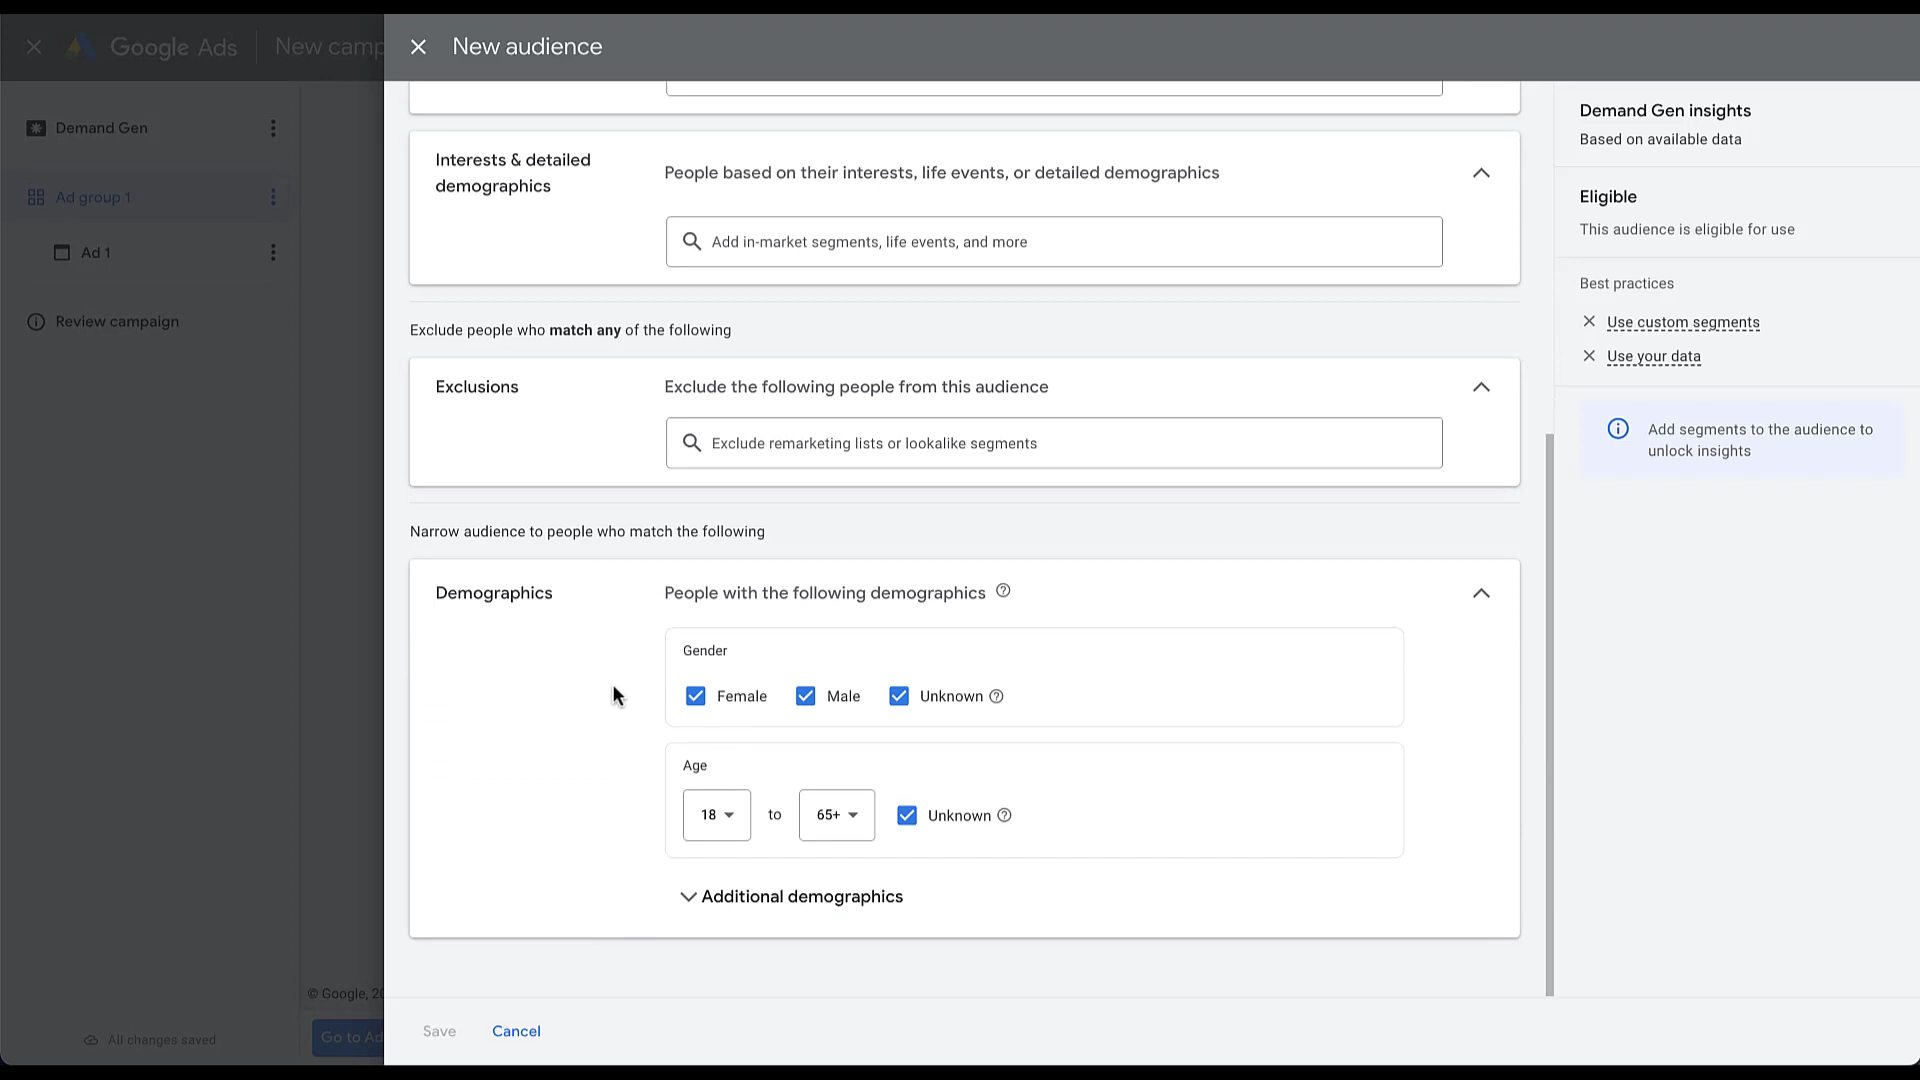 Google Ads
New camp
New audience
Demand Gen
Ad group 1
Ad 1
Review campaign
Interests & detailed
demographics
People based on their interests, life events, or detailed demographics
Add in-market segments, life events, and more
Exclude people who match any of the following
Exclusions
Exclude the following people from this audience
Exclude remarketing lists or lookalike segments
Narrow audience to people who match the following
Demographics
People with the following demographics
Gender
Female
Male
Unknown
Age
18
to
65+
Unknown
Additional demographics
Save
Cancel
Demand Gen insights
Based on available data
Eligible
This audience is eligible for use
Best practices
Use custom segments
Use your data
Add segments to the audience to
unlock insights
© Google, 20
All changes saved
Go to Ad